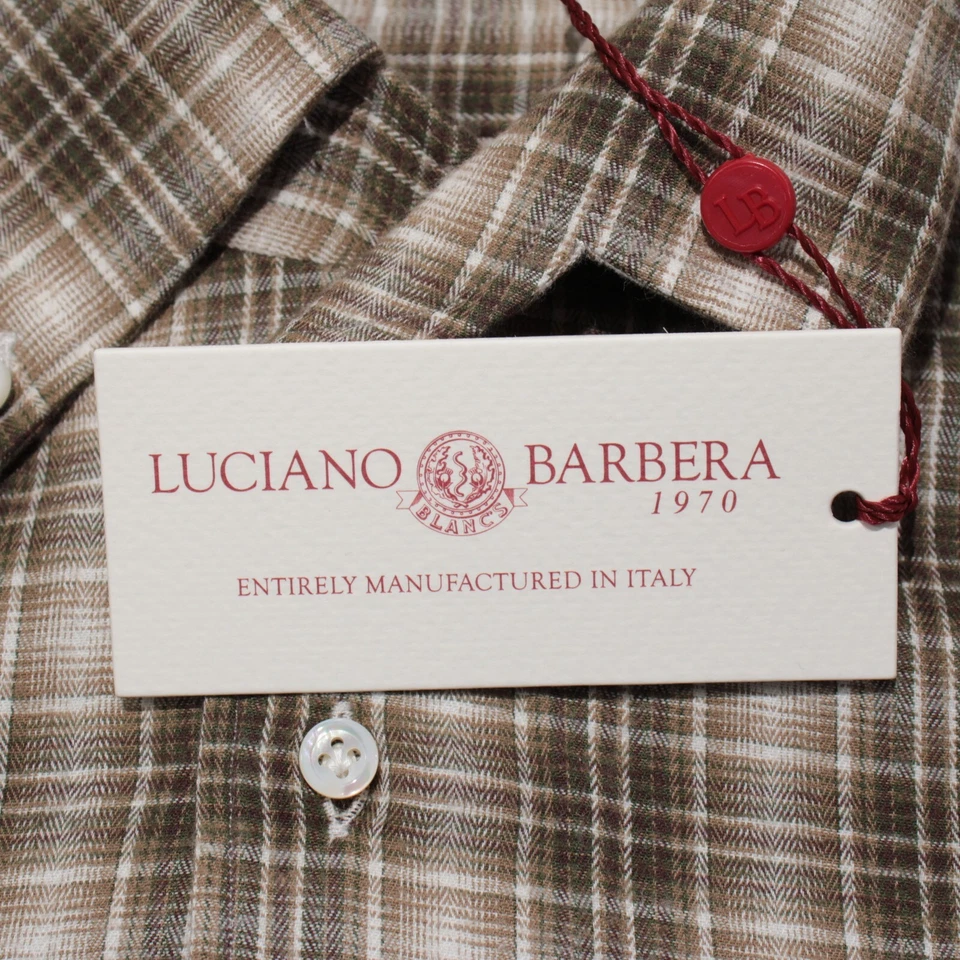 LB
LUCIANO BARBERA
1970
BLANC'S
ENTIRELY MANUFACTURED IN ITALY